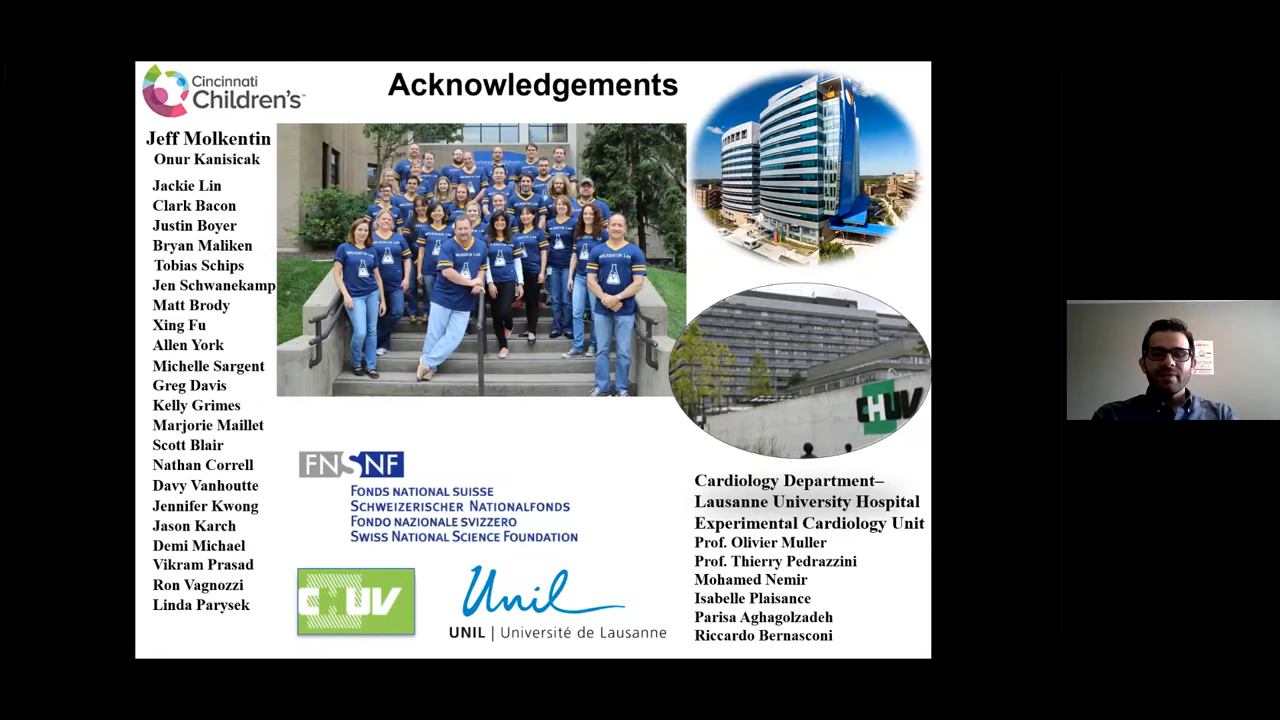 Cincinnati
Children's™
Acknowledgements
Jeff Molkentin
Onur Kanisicak
Jackie Lin
Clark Bacon
Justin Boyer
Bryan Maliken
Tobias Schips
Jen Schwanekamp
Matt Brody
Xing Fu
Allen York
Michelle Sargent
Greg Davis
Kelly Grimes
Marjorie Maillet
Scott Blair
Nathan Correll
Davy Vanhoutte
Jennifer Kwong
Jason Karch
Demi Michael
Vikram Prasad
Ron Vagnozzi
Linda Parysek
MOLKENTIN LAB
CHUV
FNSNF
FONDS NATIONAL SUISSE
SCHWEIZERISCHER NATIONALFONDS
FONDO NAZIONALE SVIZZERO
SWISS NATIONAL SCIENCE FOUNDATION
CHUV
Unil
UNIL | Université de Lausanne
Cardiology Department–
Lausanne University Hospital
Experimental Cardiology Unit
Prof. Olivier Muller
Prof. Thierry Pedrazzini
Mohamed Nemir
Isabelle Plaisance
Parisa Aghagolzadeh
Riccardo Bernasconi